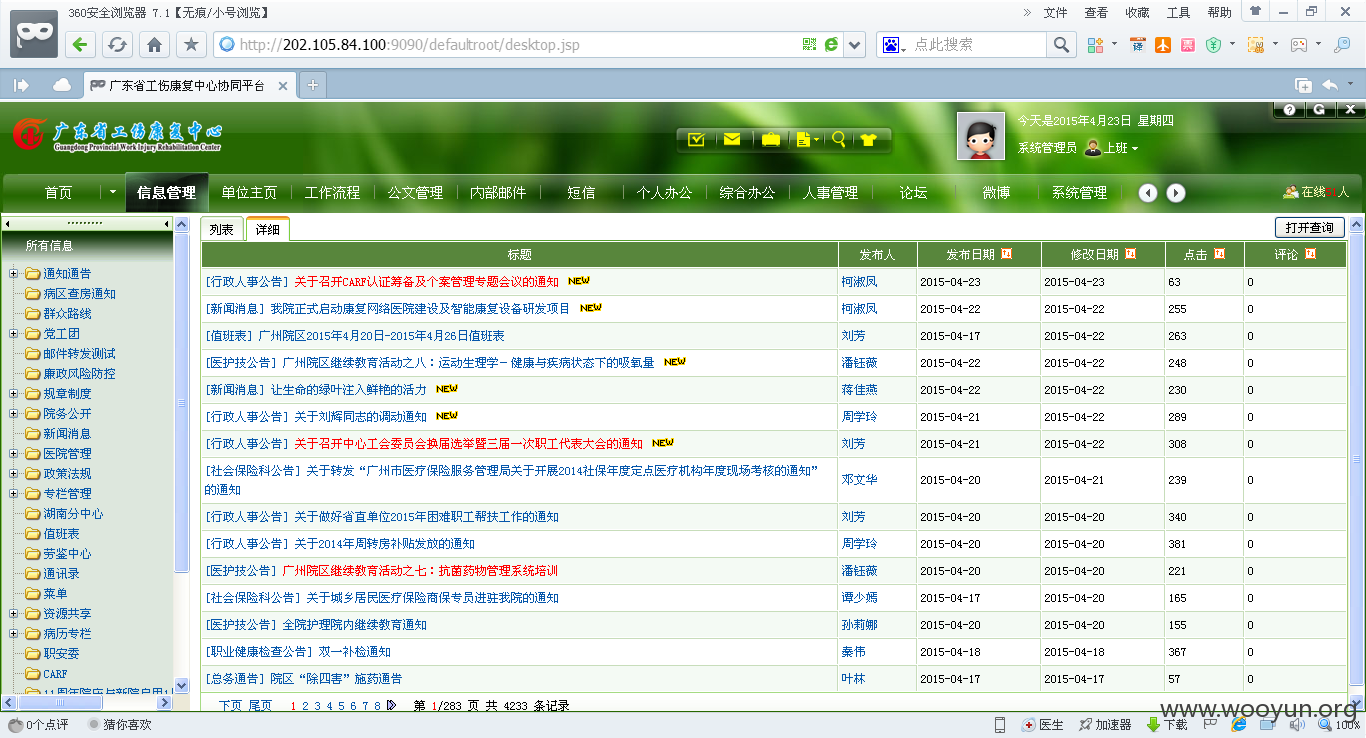 360安全浏览器 7.1【无痕/小号浏览】
» 文件 查看 收藏 工具 帮助
http://202.105.84.100:9090/defaultroot/desktop.jsp
点此搜索
广东省工伤康复中心协同平台
广东省工伤康复中心
Guangdong Provincial Work Injury Rehabilitation Center
今天是2015年4月23日 星期四
系统管理员 上班
首页 信息管理 单位主页 工作流程 公文管理 内部邮件 短信 个人办公 综合办公 人事管理 论坛 微博 系统管理
所有信息
通知通告
病区查房通知
群众路线
党工团
邮件转发测试
廉政风险防控
规章制度
院务公开
新闻消息
医院管理
政策法规
专栏管理
湖南分中心
值班表
劳鉴中心
通讯录
菜单
资源共享
病历专栏
职安委
CARF
列表 详细 打开查询
标题 发布人 发布日期 修改日期 点击 评论
[行政人事公告] 关于召开CARF认证筹备及个案管理专题会议的通知 NEW 柯淑凤 2015-04-23 2015-04-23 63 0
[新闻消息] 我院正式启动康复网络医院建设及智能康复设备研发项目 NEW 柯淑凤 2015-04-22 2015-04-22 255 0
[值班表] 广州院区2015年4月20日-2015年4月26日值班表 刘芳 2015-04-17 2015-04-22 263 0
[医护技公告] 广州院区继续教育活动之八：运动生理学－健康与疾病状态下的吸氧量 NEW 潘钰薇 2015-04-22 2015-04-22 248 0
[新闻消息] 让生命的绿叶注入鲜艳的活力 NEW 蒋佳燕 2015-04-22 2015-04-22 230 0
[行政人事公告] 关于刘辉同志的调动通知 NEW 周学玲 2015-04-21 2015-04-22 289 0
[行政人事公告] 关于召开中心工会委员会换届选举暨三届一次职工代表大会的通知 NEW 刘芳 2015-04-21 2015-04-22 308 0
[社会保险科公告] 关于转发“广州市医疗保险服务管理局关于开展2014社保年度定点医疗机构年度现场考核的通知”
的通知 邓文华 2015-04-20 2015-04-21 239 0
[行政人事公告] 关于做好省直单位2015年困难职工帮扶工作的通知 刘芳 2015-04-20 2015-04-20 340 0
[行政人事公告] 关于2014年周转房补贴发放的通知 周学玲 2015-04-20 2015-04-20 381 0
[医护技公告] 广州院区继续教育活动之七：抗菌药物管理系统培训 潘钰薇 2015-04-20 2015-04-20 221 0
[社会保险科公告] 关于城乡居民医疗保险商保专员进驻我院的通知 谭少嫦 2015-04-17 2015-04-20 165 0
[医护技公告] 全院护理院内继续教育通知 孙莉娜 2015-04-20 2015-04-20 155 0
[职业健康检查公告] 双一补检通知 秦伟 2015-04-18 2015-04-18 367 0
[总务通告] 院区“除四害”施药通告 叶林 2015-04-17 2015-04-17 57 0
下页 尾页 1 2 3 4 5 6 7 8 第 1/283 页 共 4233 条记录
www.wooyun.org
0个点评 猜你喜欢 医生 加速器 下载 100%